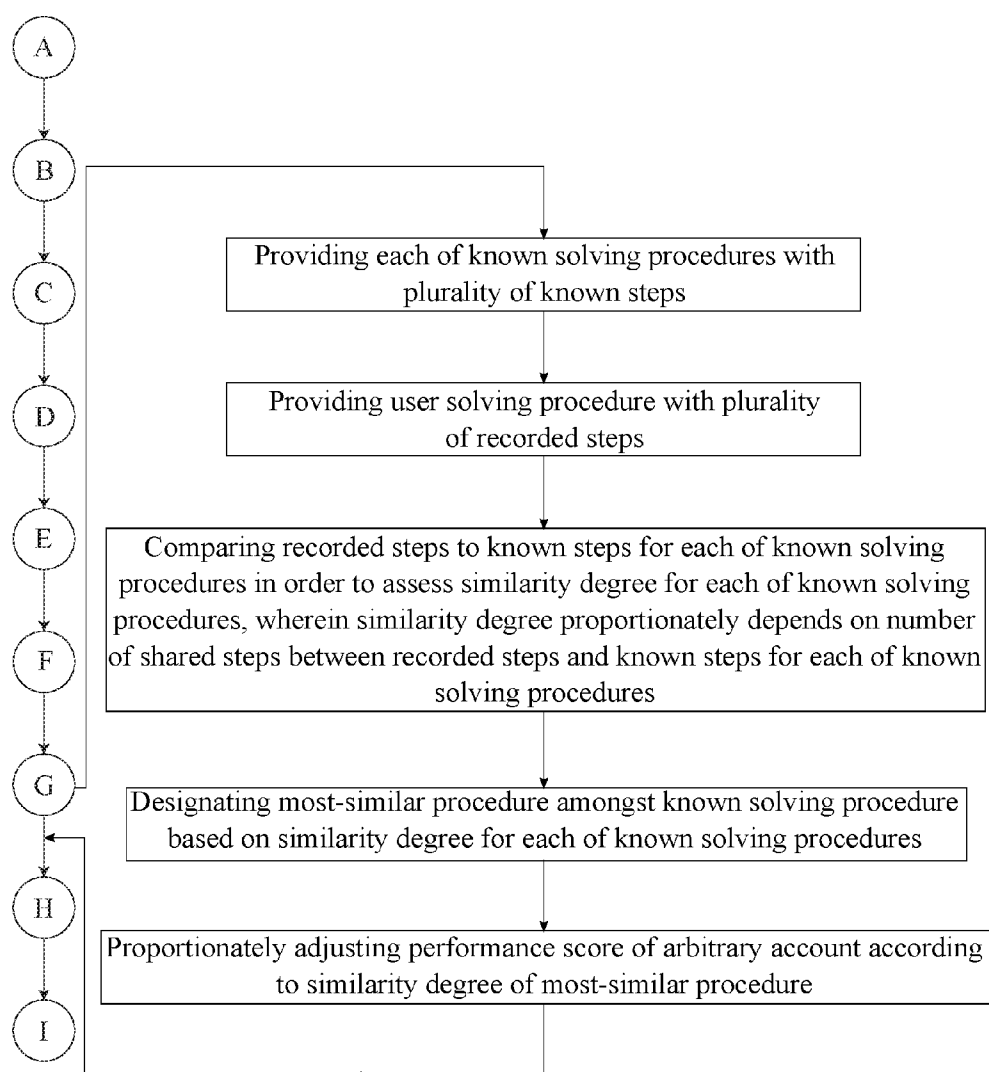 A
B
C
D
E
F
G
H
I
Providing each of known solving procedures with
plurality of known steps
Providing user solving procedure with plurality
of recorded steps
Comparing recorded steps to known steps for each of known solving
procedures in order to assess similarity degree for each of known solving
procedures, wherein similarity degree proportionately depends on number
of shared steps between recorded steps and known steps for each of known
solving procedures
Designating most-similar procedure amongst known solving procedure
based on similarity degree for each of known solving procedures
Proportionately adjusting performance score of arbitrary account according
to similarity degree of most-similar procedure